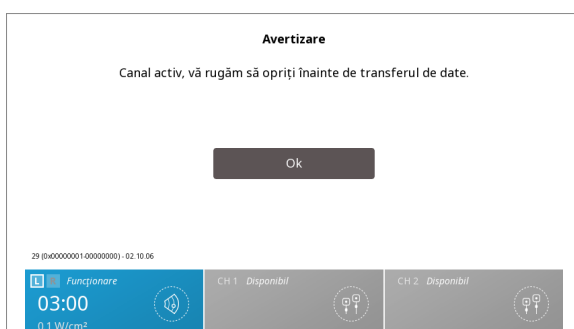 Avertizare
Canal activ, vă rugăm să opriți înainte de transferul de date.
Ok
29 (0x00000001-00000000) - 02.10.06
L Funcționare
CH 1 Disponibil
CH 2 Disponibil
03:00
0.1 W/cm²